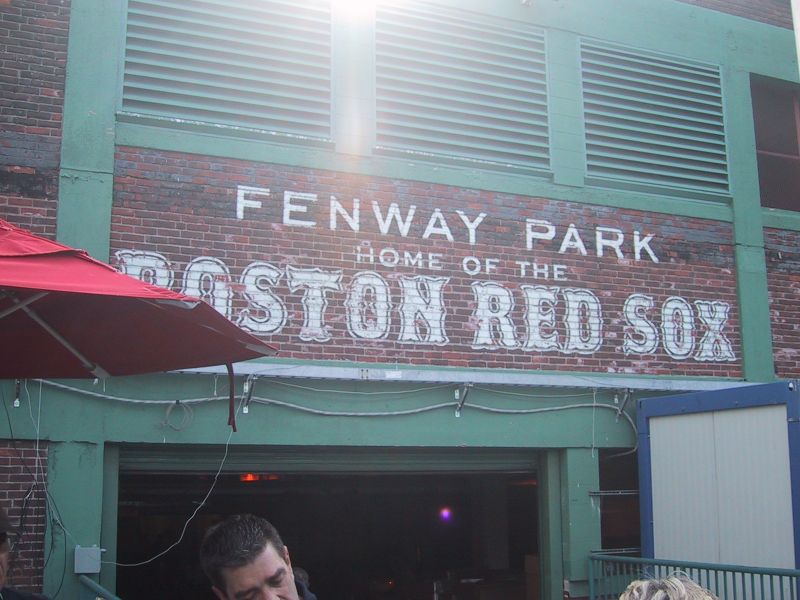 FENWAY PARK
HOME OF THE
BOSTON RED SOX